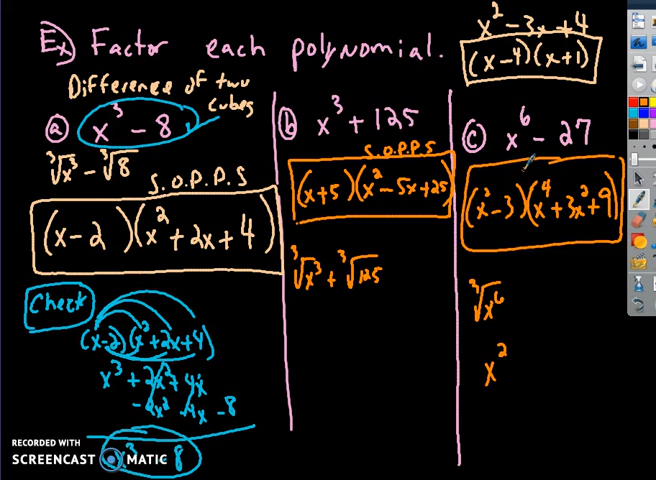 x² - 3x + 4
(x - 4)(x + 1)
Ex) Factor each polynomial.
Difference of two cubes
a x³ - 8
∛x³ - ∛8
S.O.P.P.S
(x - 2)(x² + 2x + 4)
Check
(x-2)(x² + 2x + 4)
x³ + 2x² + 4x
- 2x² - 4x - 8
x³ - 8
b x³ + 125
S.O.P.P.S
(x + 5)(x² - 5x + 25)
∛x³ + ∛125
c x⁶ - 27
(x² - 3)(x⁴ + 3x² + 9)
∛x⁶
x²
RECORDED WITH
SCREENCAST MATIC